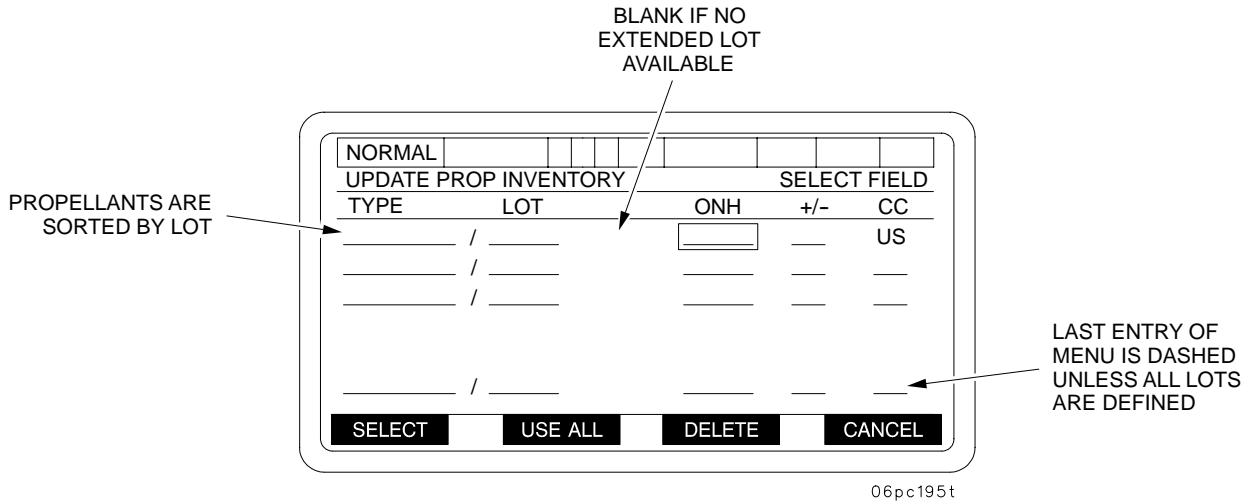 BLANK IF NO
EXTENDED LOT
AVAILABLE
NORMAL
UPDATE PROP INVENTORY SELECT FIELD
TYPE LOT ONH +/– CC
PROPELLANTS ARE
SORTED BY LOT
/ US
/
/
LAST ENTRY OF
MENU IS DASHED
UNLESS ALL LOTS
ARE DEFINED
/
SELECT USE ALL DELETE CANCEL
06pc195t